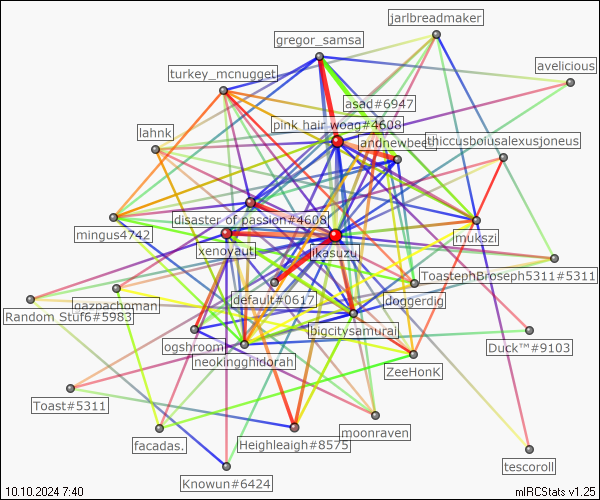 jarlbreadmaker
gregor_samsa
avelicious
turkey_mcnugget
asad#6947
pink hair woag#4608
lahnk
andnewbeeth
thiccusboiusalexusjoneus
disaster of passion#4608
mingus4742
mukszi
xenoyaut
ikasuzu
ToastephBroseph5311#5311
gazpachoman
default#0617
doggerdig
Random Stuf6#5983
bigcitysamurai
ogshroom
Duck™#9103
neokingghidorah
ZeeHonK
Toast#5311
moonraven
facadas.
Heighleaigh#8575
tescoroll
Knowun#6424
10.10.2024 7:40
mIRCStats v1.25